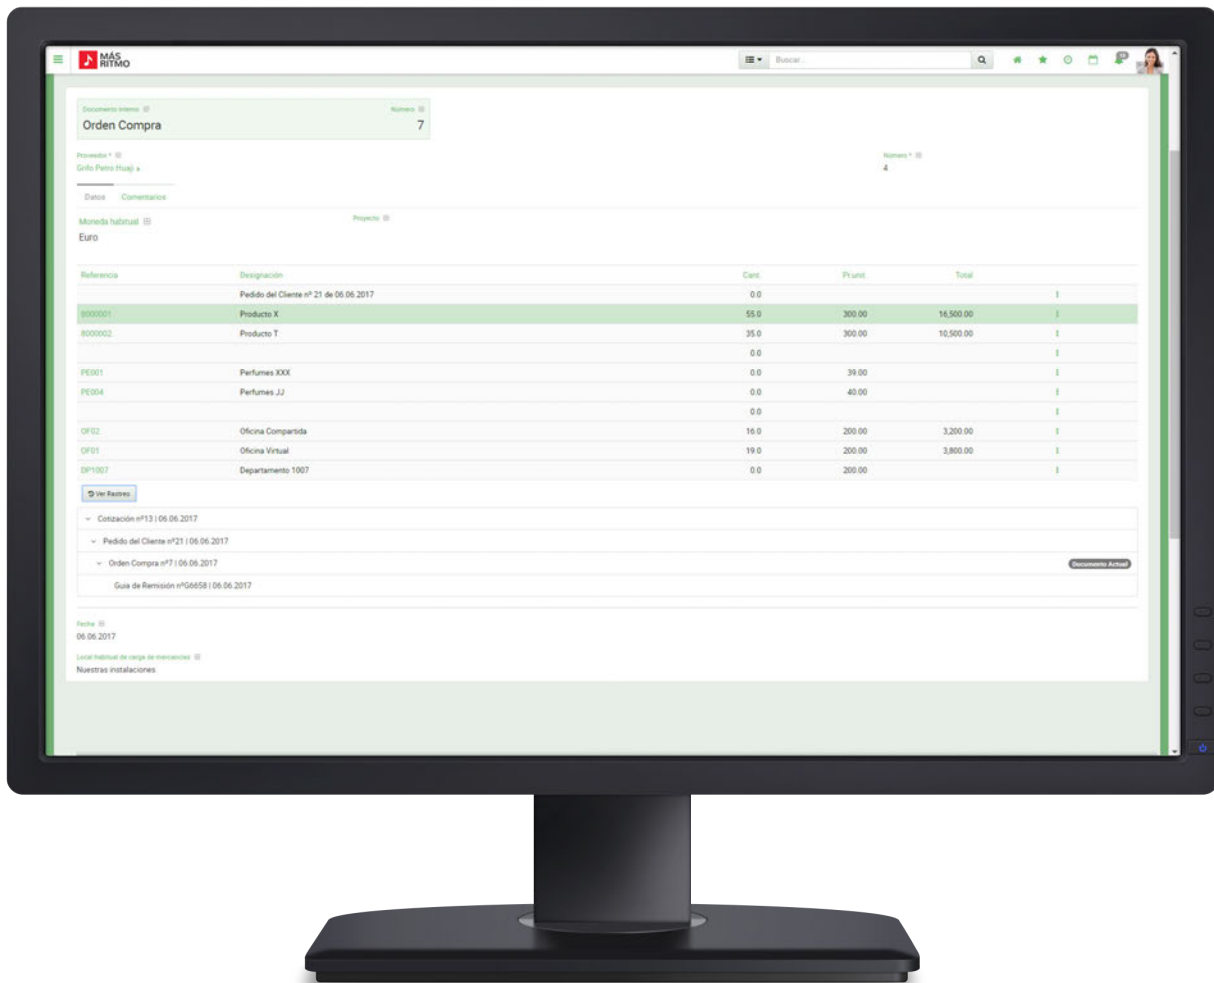 MÁS
RITMO
Buscar...
Documento interno
Número
Orden Compra
7
Proveedor *
Número *
Grifo Pietro Huaji
4
Datos Comentarios
Moneda habitual
Proyecto
Euro
Referencia Designación Cant. Pr.unit. Total
Pedido del Cliente nº 21 de 06.06.2017 0.0
8000001 Producto X 55.0 300.00 16,500.00
8000002 Producto T 35.0 300.00 10,500.00
0.0
PE001 Perfumes XXX 0.0 39.00
PE004 Perfumes JJ 0.0 40.00
0.0
OF02 Oficina Compartida 16.0 200.00 3,200.00
OF01 Oficina Virtual 19.0 200.00 3,800.00
DP1007 Departamento 1007 0.0 200.00
Ver Rastreo
Cotización nº13 | 06.06.2017
Pedido del Cliente nº21 | 06.06.2017
Orden Compra nº7 | 06.06.2017 Documento Actual
Guia de Remisión nºG6658 | 06.06.2017
Fecha
06.06.2017
Local habitual de carga de mercancías
Nuestras instalaciones